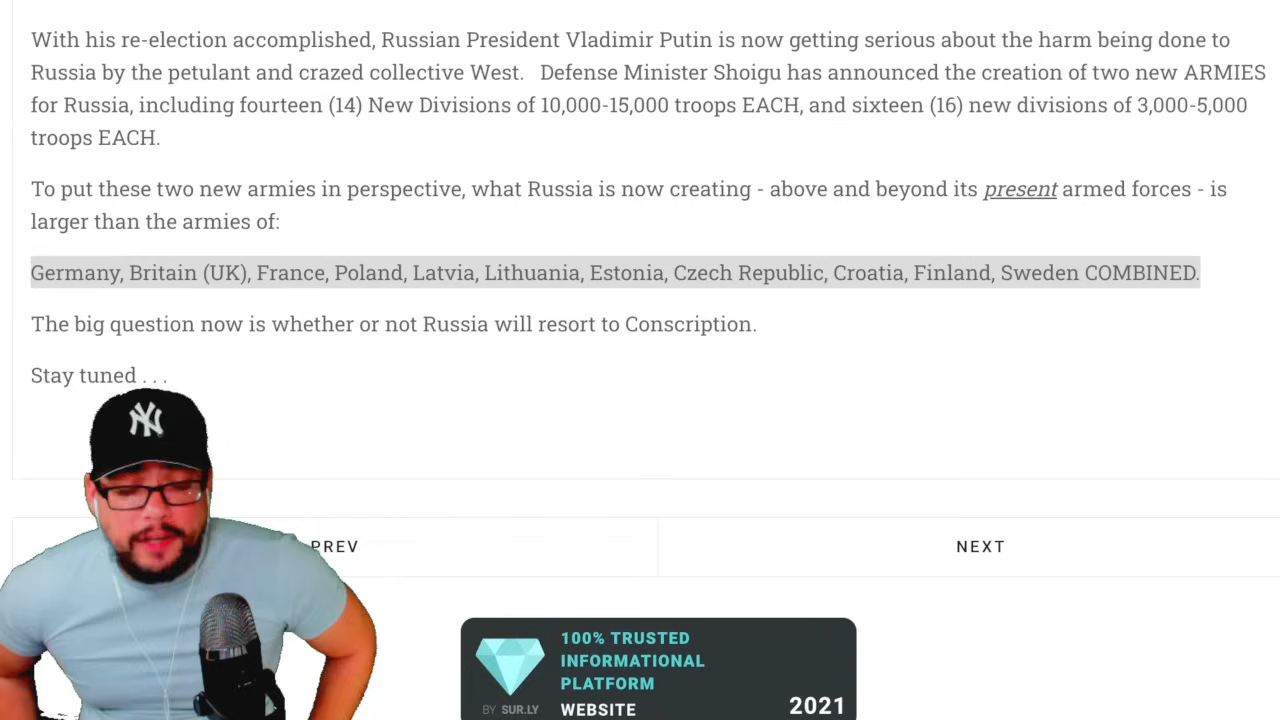 With his re-election accomplished, Russian President Vladimir Putin is now getting serious about the harm being done to
Russia by the petulant and crazed collective West. Defense Minister Shoigu has announced the creation of two new ARMIES
for Russia, including fourteen (14) New Divisions of 10,000-15,000 troops EACH, and sixteen (16) new divisions of 3,000-5,000
troops EACH.
To put these two new armies in perspective, what Russia is now creating - above and beyond its present armed forces - is
larger than the armies of:
Germany, Britain (UK), France, Poland, Latvia, Lithuania, Estonia, Czech Republic, Croatia, Finland, Sweden COMBINED.
The big question now is whether or not Russia will resort to Conscription.
Stay tuned . . .
NY
PREV
NEXT
100% TRUSTED
INFORMATIONAL
PLATFORM
BY SUR.LY
WEBSITE
2021